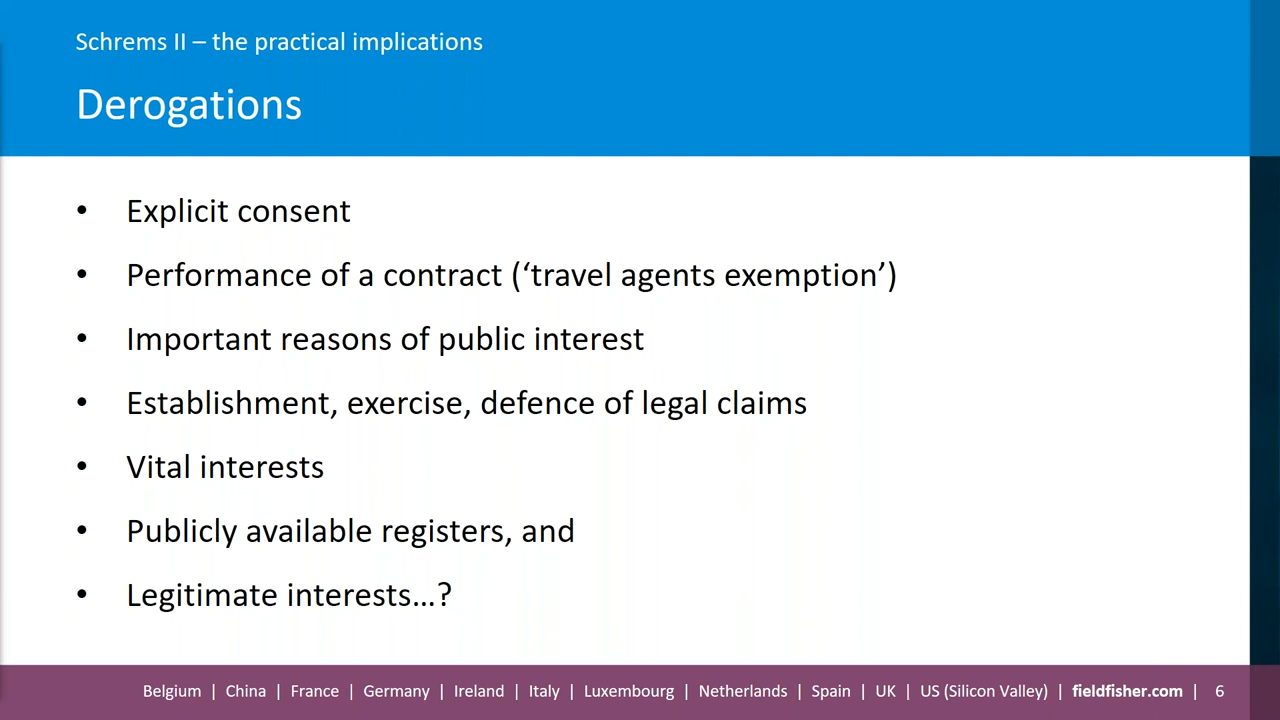 Schrems II – the practical implications
Derogations
• Explicit consent
• Performance of a contract (‘travel agents exemption’)
• Important reasons of public interest
• Establishment, exercise, defence of legal claims
• Vital interests
• Publicly available registers, and
• Legitimate interests…?
Belgium | China | France | Germany | Ireland | Italy | Luxembourg | Netherlands | Spain | UK | US (Silicon Valley) | fieldfisher.com | 6